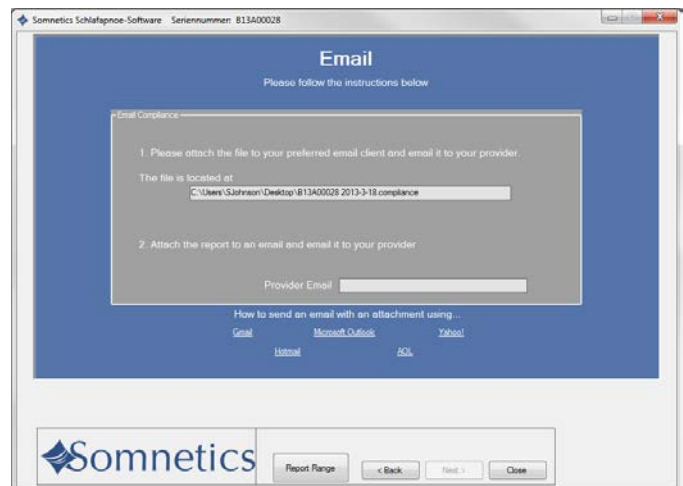 Somnetics Schlafapnoe-Software Seriennummer: B13A00028
Email
Please follow the instructions below
Email Compliance
1. Please attach the file to your preferred email client and email it to your provider.
The file is located at
C:\Users\SJohnson\Desktop\B13A00028 2013-3-18.compliance
2. Attach the report to an email and email it to your provider
Provider Email
How to send an email with an attachment using...
Gmail Microsoft Outlook Yahoo!
Hotmail AOL
Somnetics
Report Range < Back Next > Close